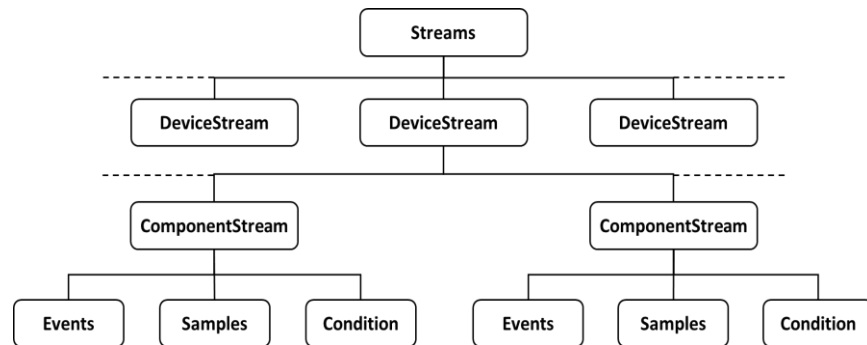 Streams
DeviceStream
DeviceStream
DeviceStream
ComponentStream
ComponentStream
Events
Samples
Condition
Events
Samples
Condition